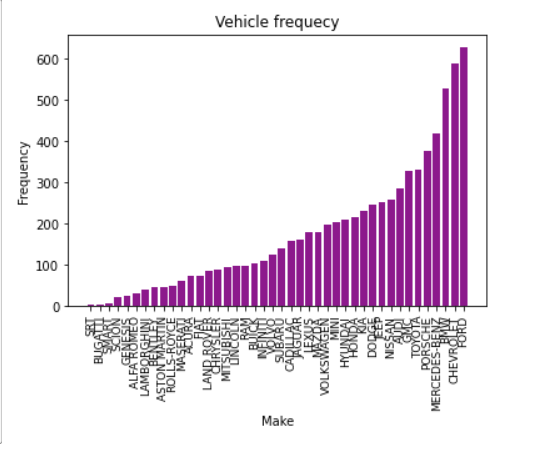 Vehicle frequecy
600
500
400
300
200
100
0
Frequency
SRT
BUGATTI
SMART
SCION
GENESIS
ALFA ROMEO
LAMBORGHINI
BENTLEY
ASTON MARTIN
ROLLS-ROYCE
MASERATI
ACURA
FIAT
LAND ROVER
CHRYSLER
MITSUBISHI
LINCOLN
RAM
BUICK
INFINITI
VOLVO
SUBARU
CADILLAC
JAGUAR
LEXUS
MAZDA
VOLKSWAGEN
MINI
HYUNDAI
HONDA
KIA
DODGE
JEEP
NISSAN
AUDI
GMC
TOYOTA
PORSCHE
MERCEDES-BENZ
BMW
CHEVROLET
FORD
Make